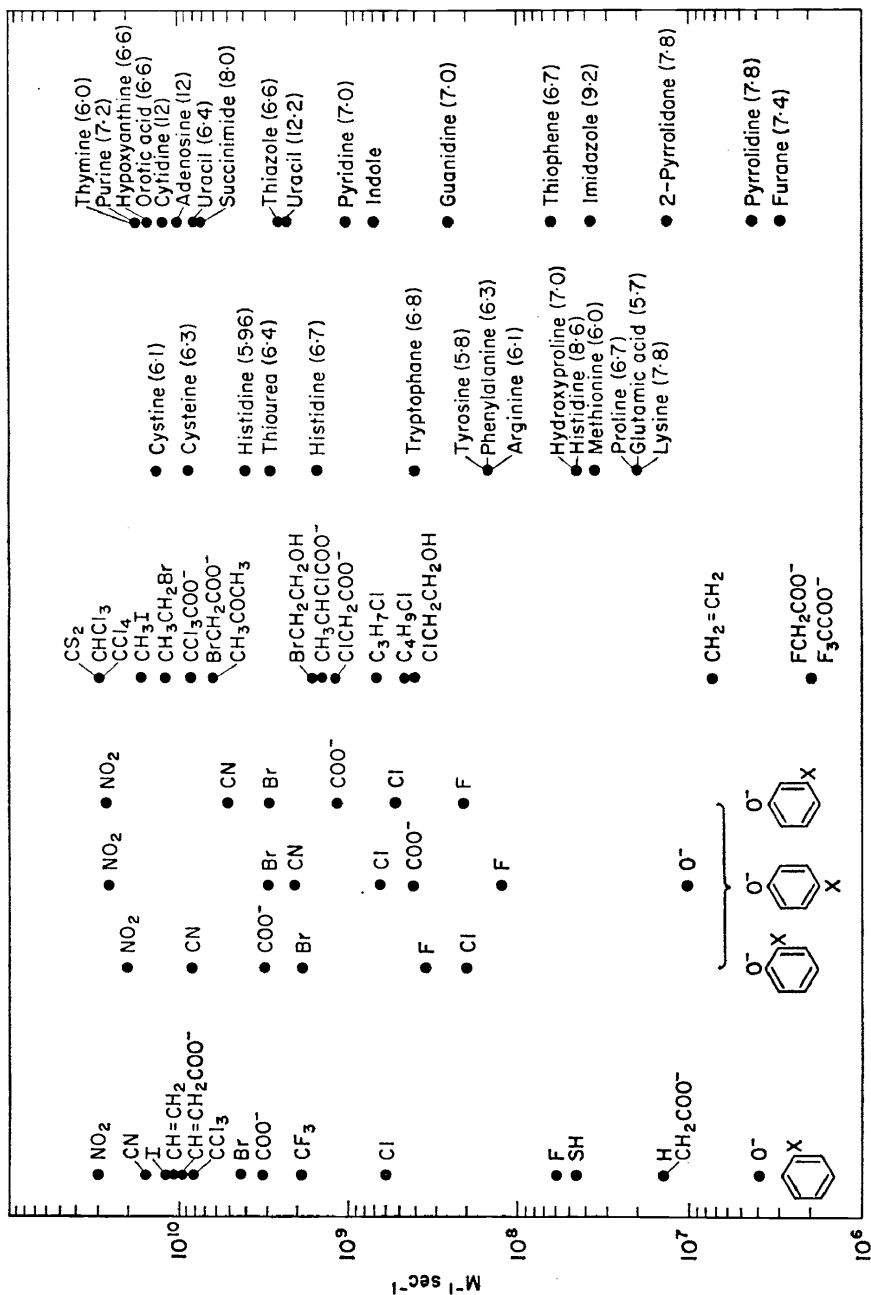 M⁻¹ sec⁻¹
10¹⁰
10⁹
10⁸
10⁷
10⁶
NO₂
CN
I
CH=CH₂
CH=CH₂COO⁻
CCl₃
Br
COO⁻
CF₃
Cl
F
SH
H
CH₂COO⁻
O⁻
X
NO₂
CN
COO⁻
Br
F
Cl
O⁻
X
NO₂
Br
CN
Cl
COO⁻
F
O⁻
O⁻
X
NO₂
CN
Br
COO⁻
Cl
F
O⁻
X
CS₂
CHCl₃
CCl₄
CH₃I
CH₃CH₂Br
CCl₃COO⁻
BrCH₂COO⁻
CH₃COCH₃
BrCH₂CH₂OH
CH₃CHClCOO⁻
ClCH₂COO⁻
C₃H₇Cl
C₄H₉Cl
ClCH₂CH₂OH
CH₂=CH₂
FCH₂COO⁻
F₃CCOO⁻
Cystine (6·1)
Cysteine (6·3)
Histidine (5·96)
Thiourea (6·4)
Histidine (6·7)
Tryptophane (6·8)
Tyrosine (5·8)
Phenylalanine (6·3)
Arginine (6·1)
Hydroxyproline (7·0)
Histidine (8·6)
Methionine (6·0)
Proline (6·7)
Glutamic acid (5·7)
Lysine (7·8)
Thymine (6·0)
Purine (7·2)
Hypoxyanthine (6·6)
Orotic acid (6·6)
Cytidine (12)
Adenosine (12)
Uracil (6·4)
Succinimide (8·0)
Thiazole (6·6)
Uracil (12·2)
Pyridine (7·0)
Indole
Guanidine (7·0)
Thiophene (6·7)
Imidazole (9·2)
2-Pyrrolidone (7·8)
Pyrrolidine (7·8)
Furane (7·4)